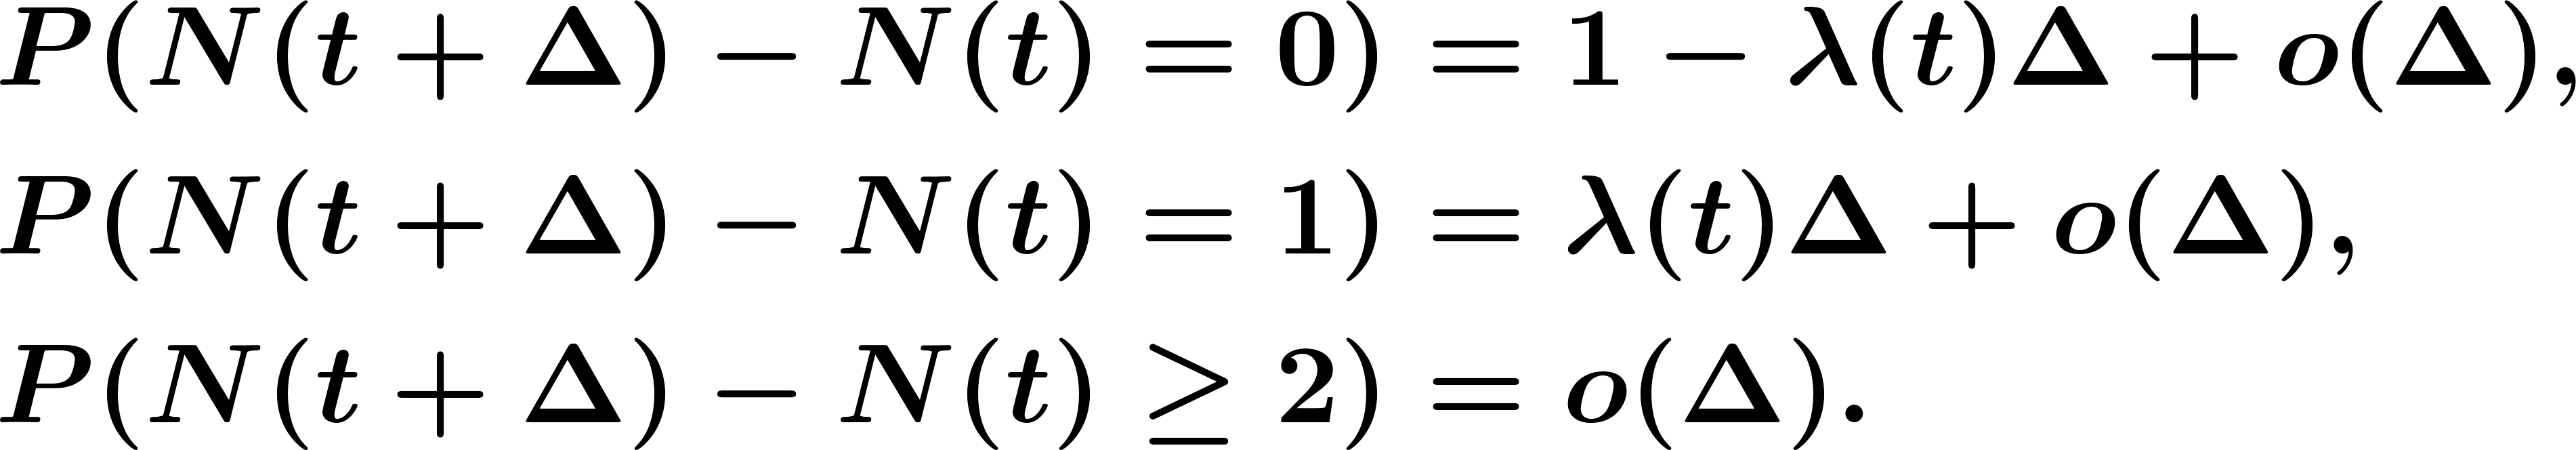 P(N(t + Δ) − N(t) = 0) = 1 − λ(t)Δ + o(Δ),
P(N(t + Δ) − N(t) = 1) = λ(t)Δ + o(Δ),
P(N(t + Δ) − N(t) ≥ 2) = o(Δ).